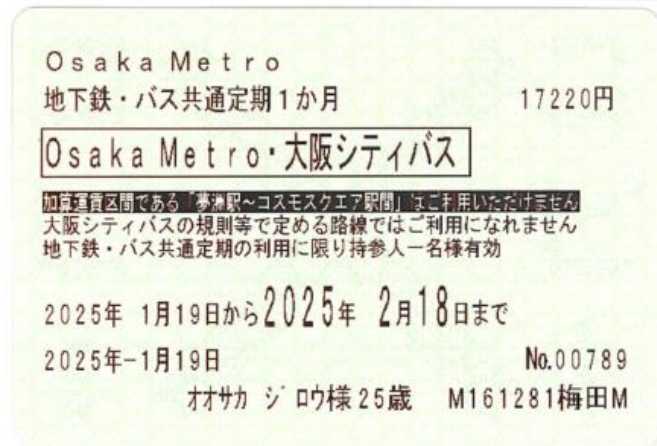 Osaka Metro
地下鉄・バス共通定期1か月 17220円
Osaka Metro・大阪シティバス
加算運賃区間である「夢洲駅～コスモスクエア駅間」はご利用いただけません
大阪シティバスの規則等で定める路線ではご利用になれません
地下鉄・バス共通定期の利用に限り持参人一名様有効
2025年 1月19日から2025年 2月18日まで
2025年-1月19日 No.00789
オオサカ ジロウ様 25歳 M161281梅田M